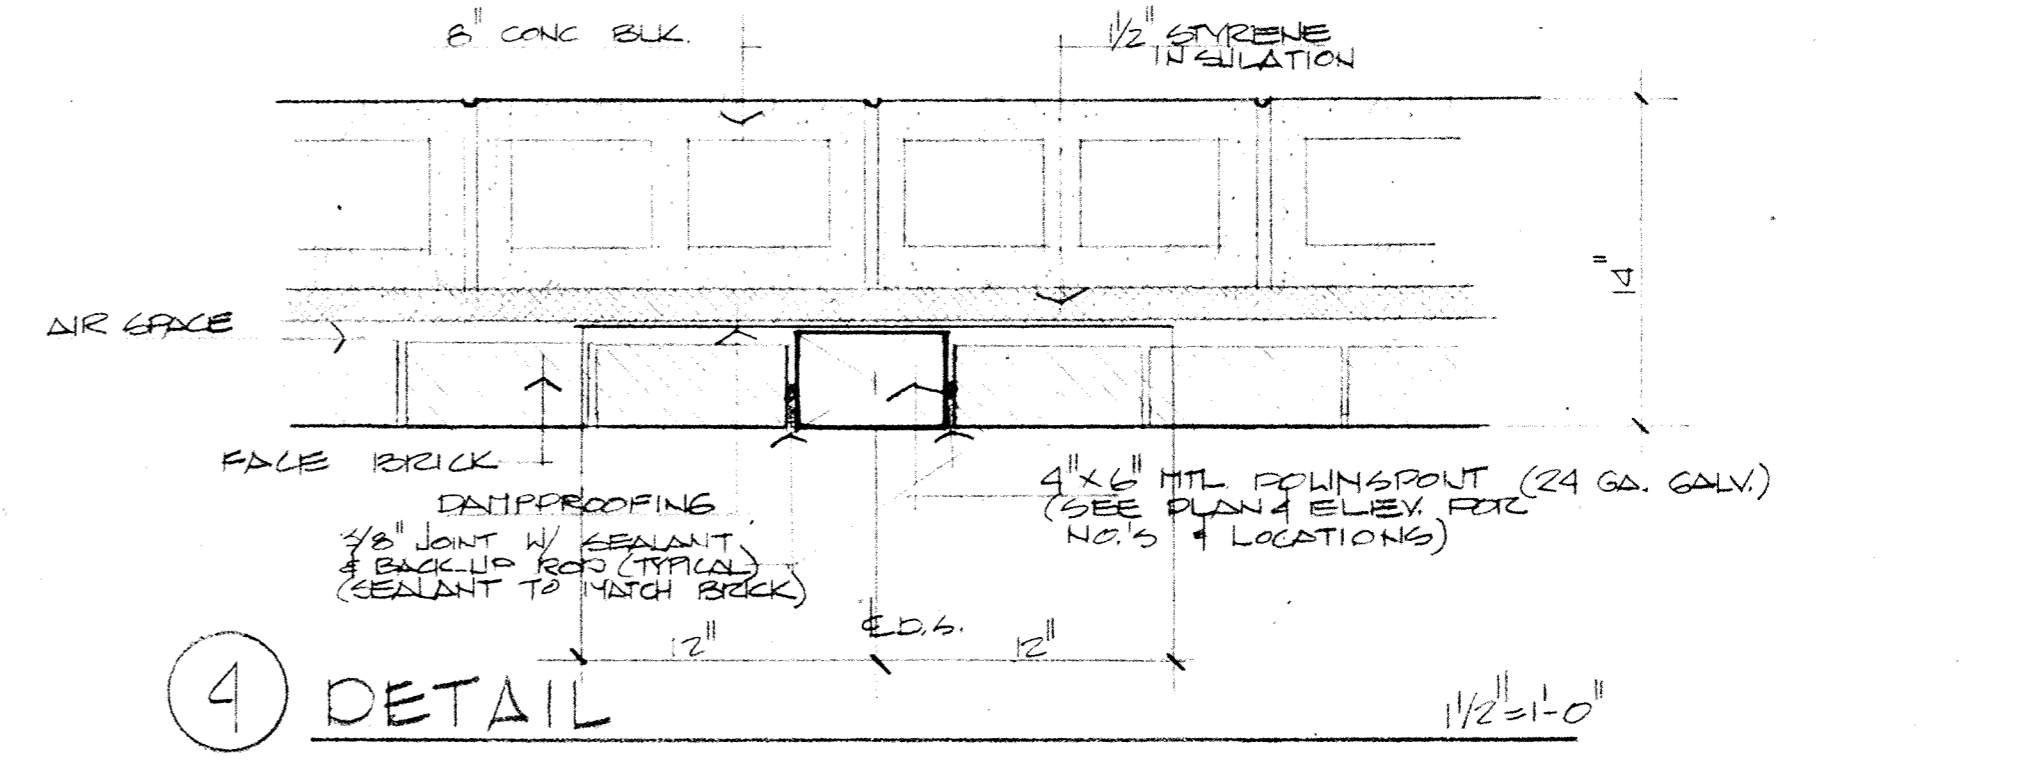 8" CONC BLK.
1 1/2" STYRENE
INSULATION
14"
AIR SPACE
FACE BRICK
DAMPPROOFING
3/8" JOINT W/ SEALANT
& BACK-UP ROD (TYPICAL)
(SEALANT TO MATCH BRICK)
4" X 6" MTL DOWNSPOUT (24 GA. GALV.)
(SEE PLAN & ELEV. FOR
NO.'S & LOCATIONS)
℄ D.S.
12"
12"
4 DETAIL
1 1/2" = 1'-0"